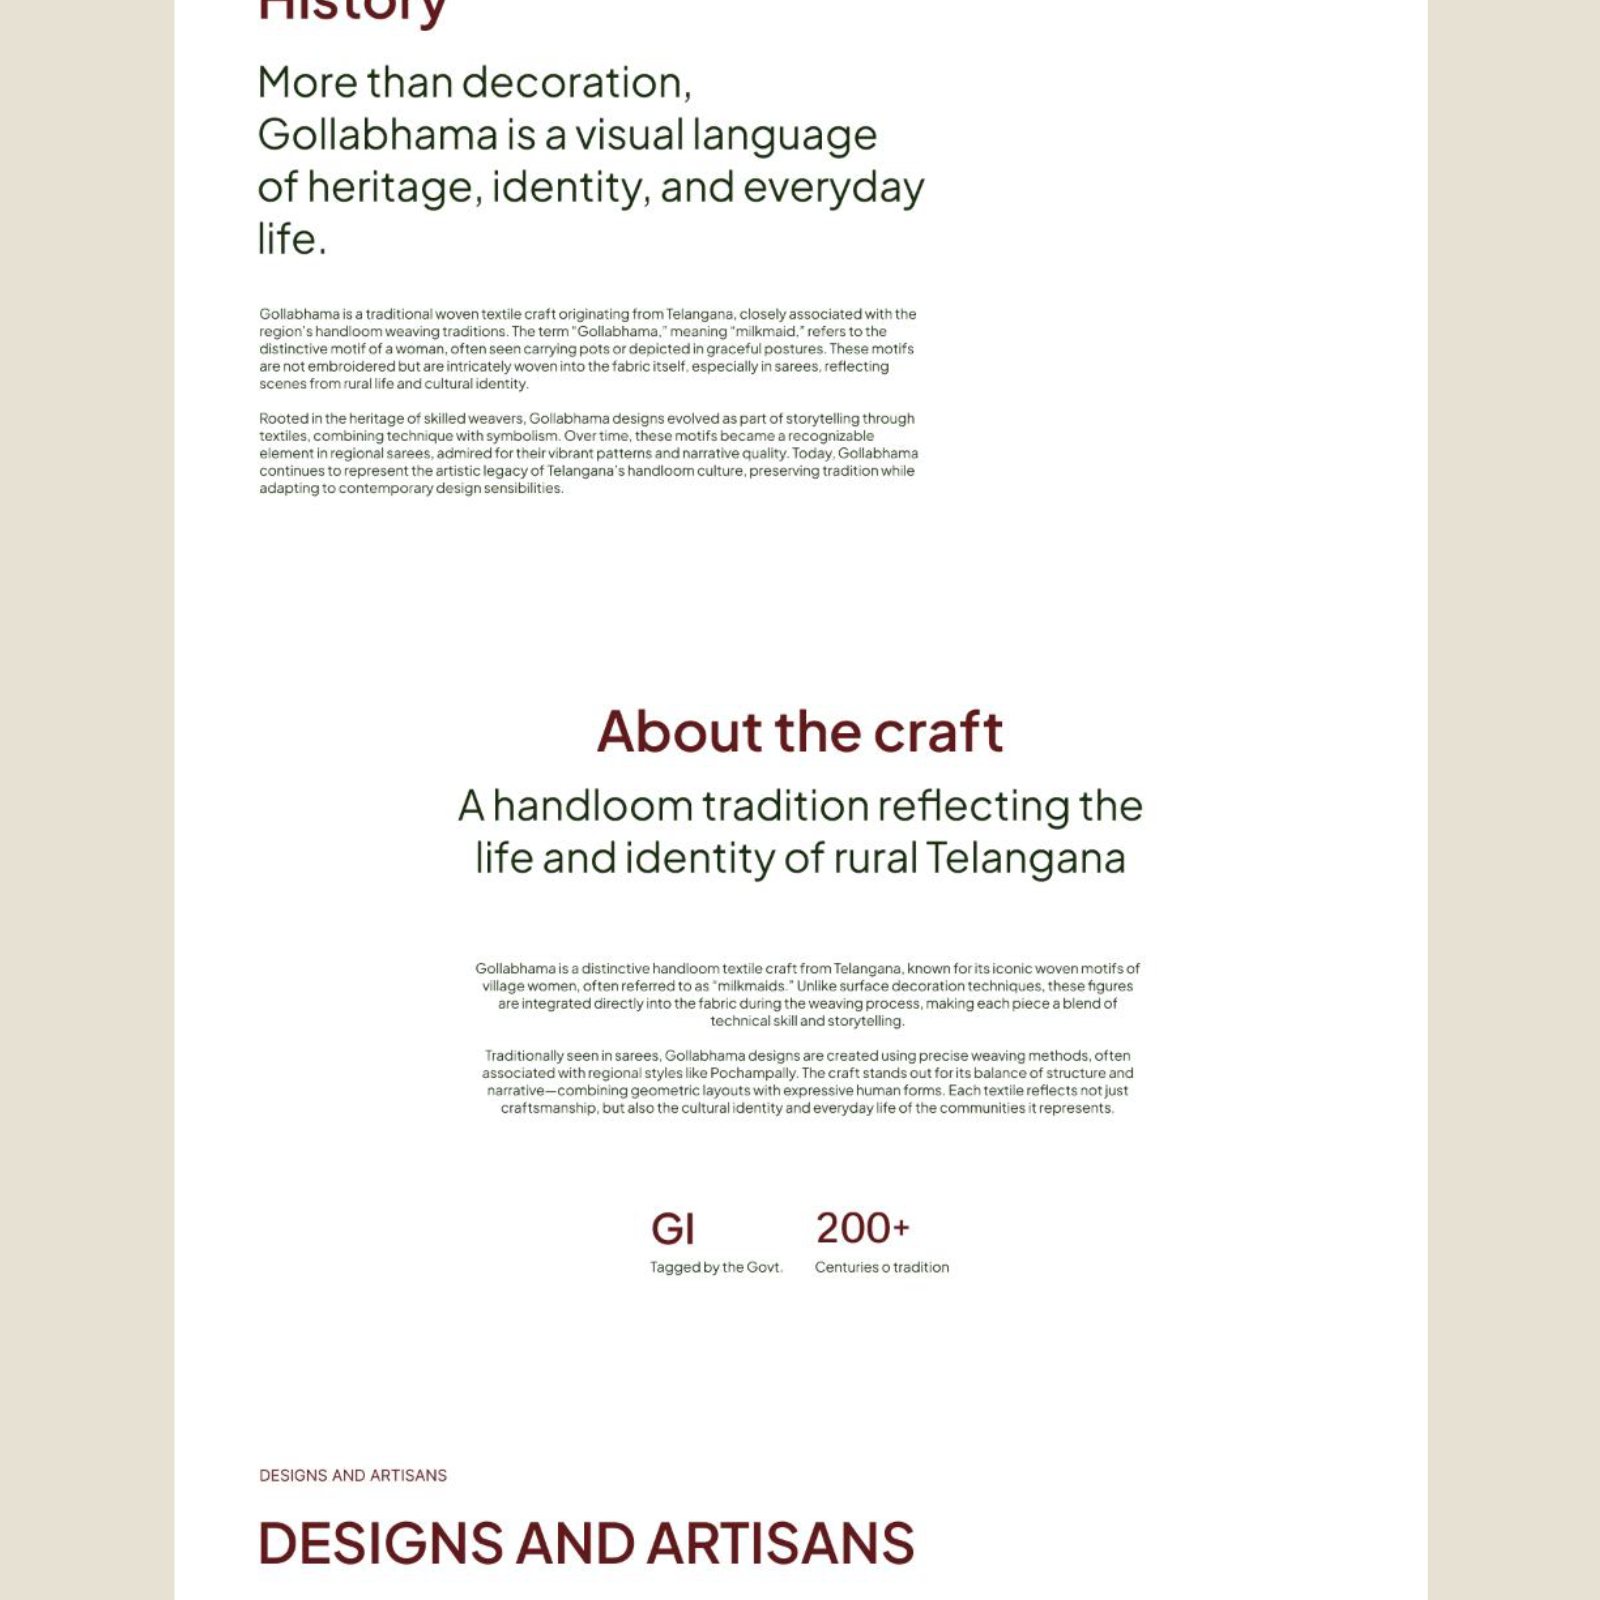 History
More than decoration,
Gollabhama is a visual language
of heritage, identity, and everyday
life.
Gollabhama is a traditional woven textile craft originating from Telangana, closely associated with the
region's handloom weaving traditions. The term "Gollabhama," meaning "milkmaid," refers to the
distinctive motif of a woman, often seen carrying pots or depicted in graceful postures. These motifs
are not embroidered but are intricately woven into the fabric itself, especially in sarees, reflecting
scenes from rural life and cultural identity.
Rooted in the heritage of skilled weavers, Gollabhama designs evolved as part of storytelling through
textiles, combining technique with symbolism. Over time, these motifs became a recognizable
element in regional sarees, admired for their vibrant patterns and narrative quality. Today, Gollabhama
continues to represent the artistic legacy of Telangana's handloom culture, preserving tradition while
adapting to contemporary design sensibilities.
About the craft
A handloom tradition reflecting the
life and identity of rural Telangana
Gollabhama is a distinctive handloom textile craft from Telangana, known for its iconic woven motifs of
village women, often referred to as "milkmaids." Unlike surface decoration techniques, these figures
are integrated directly into the fabric during the weaving process, making each piece a blend of
technical skill and storytelling.
Traditionally seen in sarees, Gollabhama designs are created using precise weaving methods, often
associated with regional styles like Pochampally. The craft stands out for its balance of structure and
narrative—combining geometric layouts with expressive human forms. Each textile reflects not just
craftsmanship, but also the cultural identity and everyday life of the communities it represents.
GI
Tagged by the Govt.
200+
Centuries o tradition
DESIGNS AND ARTISANS
DESIGNS AND ARTISANS